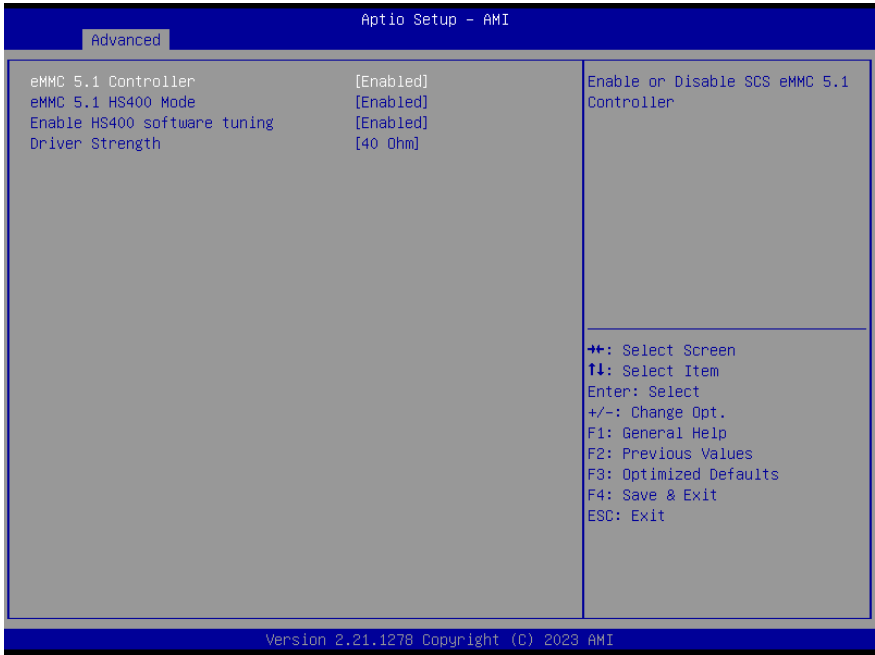 Aptio Setup – AMI
Advanced
eMMC 5.1 Controller [Enabled]
eMMC 5.1 HS400 Mode [Enabled]
Enable HS400 software tuning [Enabled]
Driver Strength [40 Ohm]
Enable or Disable SCS eMMC 5.1
Controller
→←: Select Screen
↑↓: Select Item
Enter: Select
+/-: Change Opt.
F1: General Help
F2: Previous Values
F3: Optimized Defaults
F4: Save & Exit
ESC: Exit
Version 2.21.1278 Copyright (C) 2023 AMI